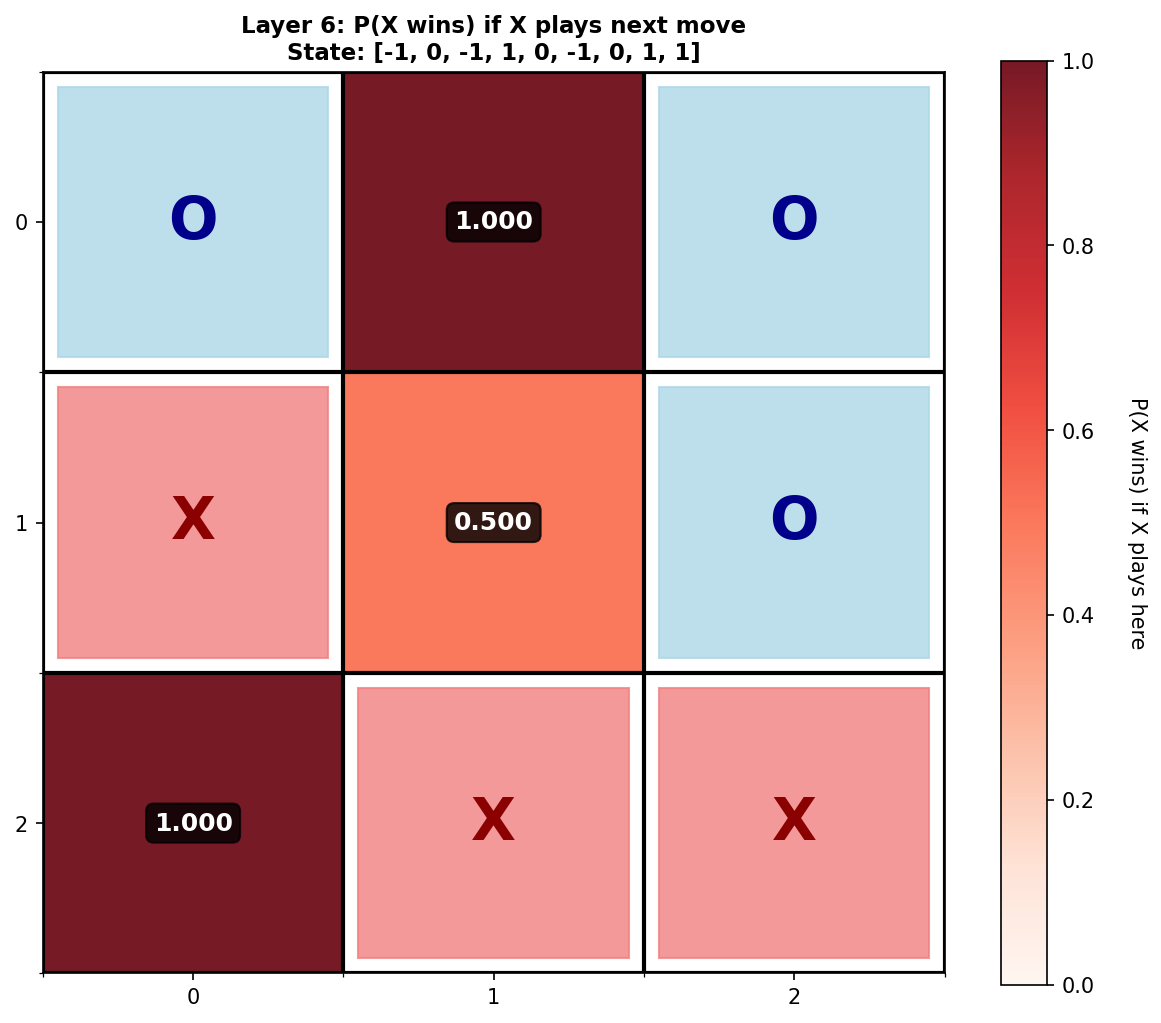 Layer 6: P(X wins) if X plays next move
State: [-1, 0, -1, 1, 0, -1, 0, 1, 1]
0
O
1.000
O
1
X
0.500
O
2
1.000
X
X
0
1
2
1.0
0.8
0.6
0.4
0.2
0.0
P(X wins) if X plays here